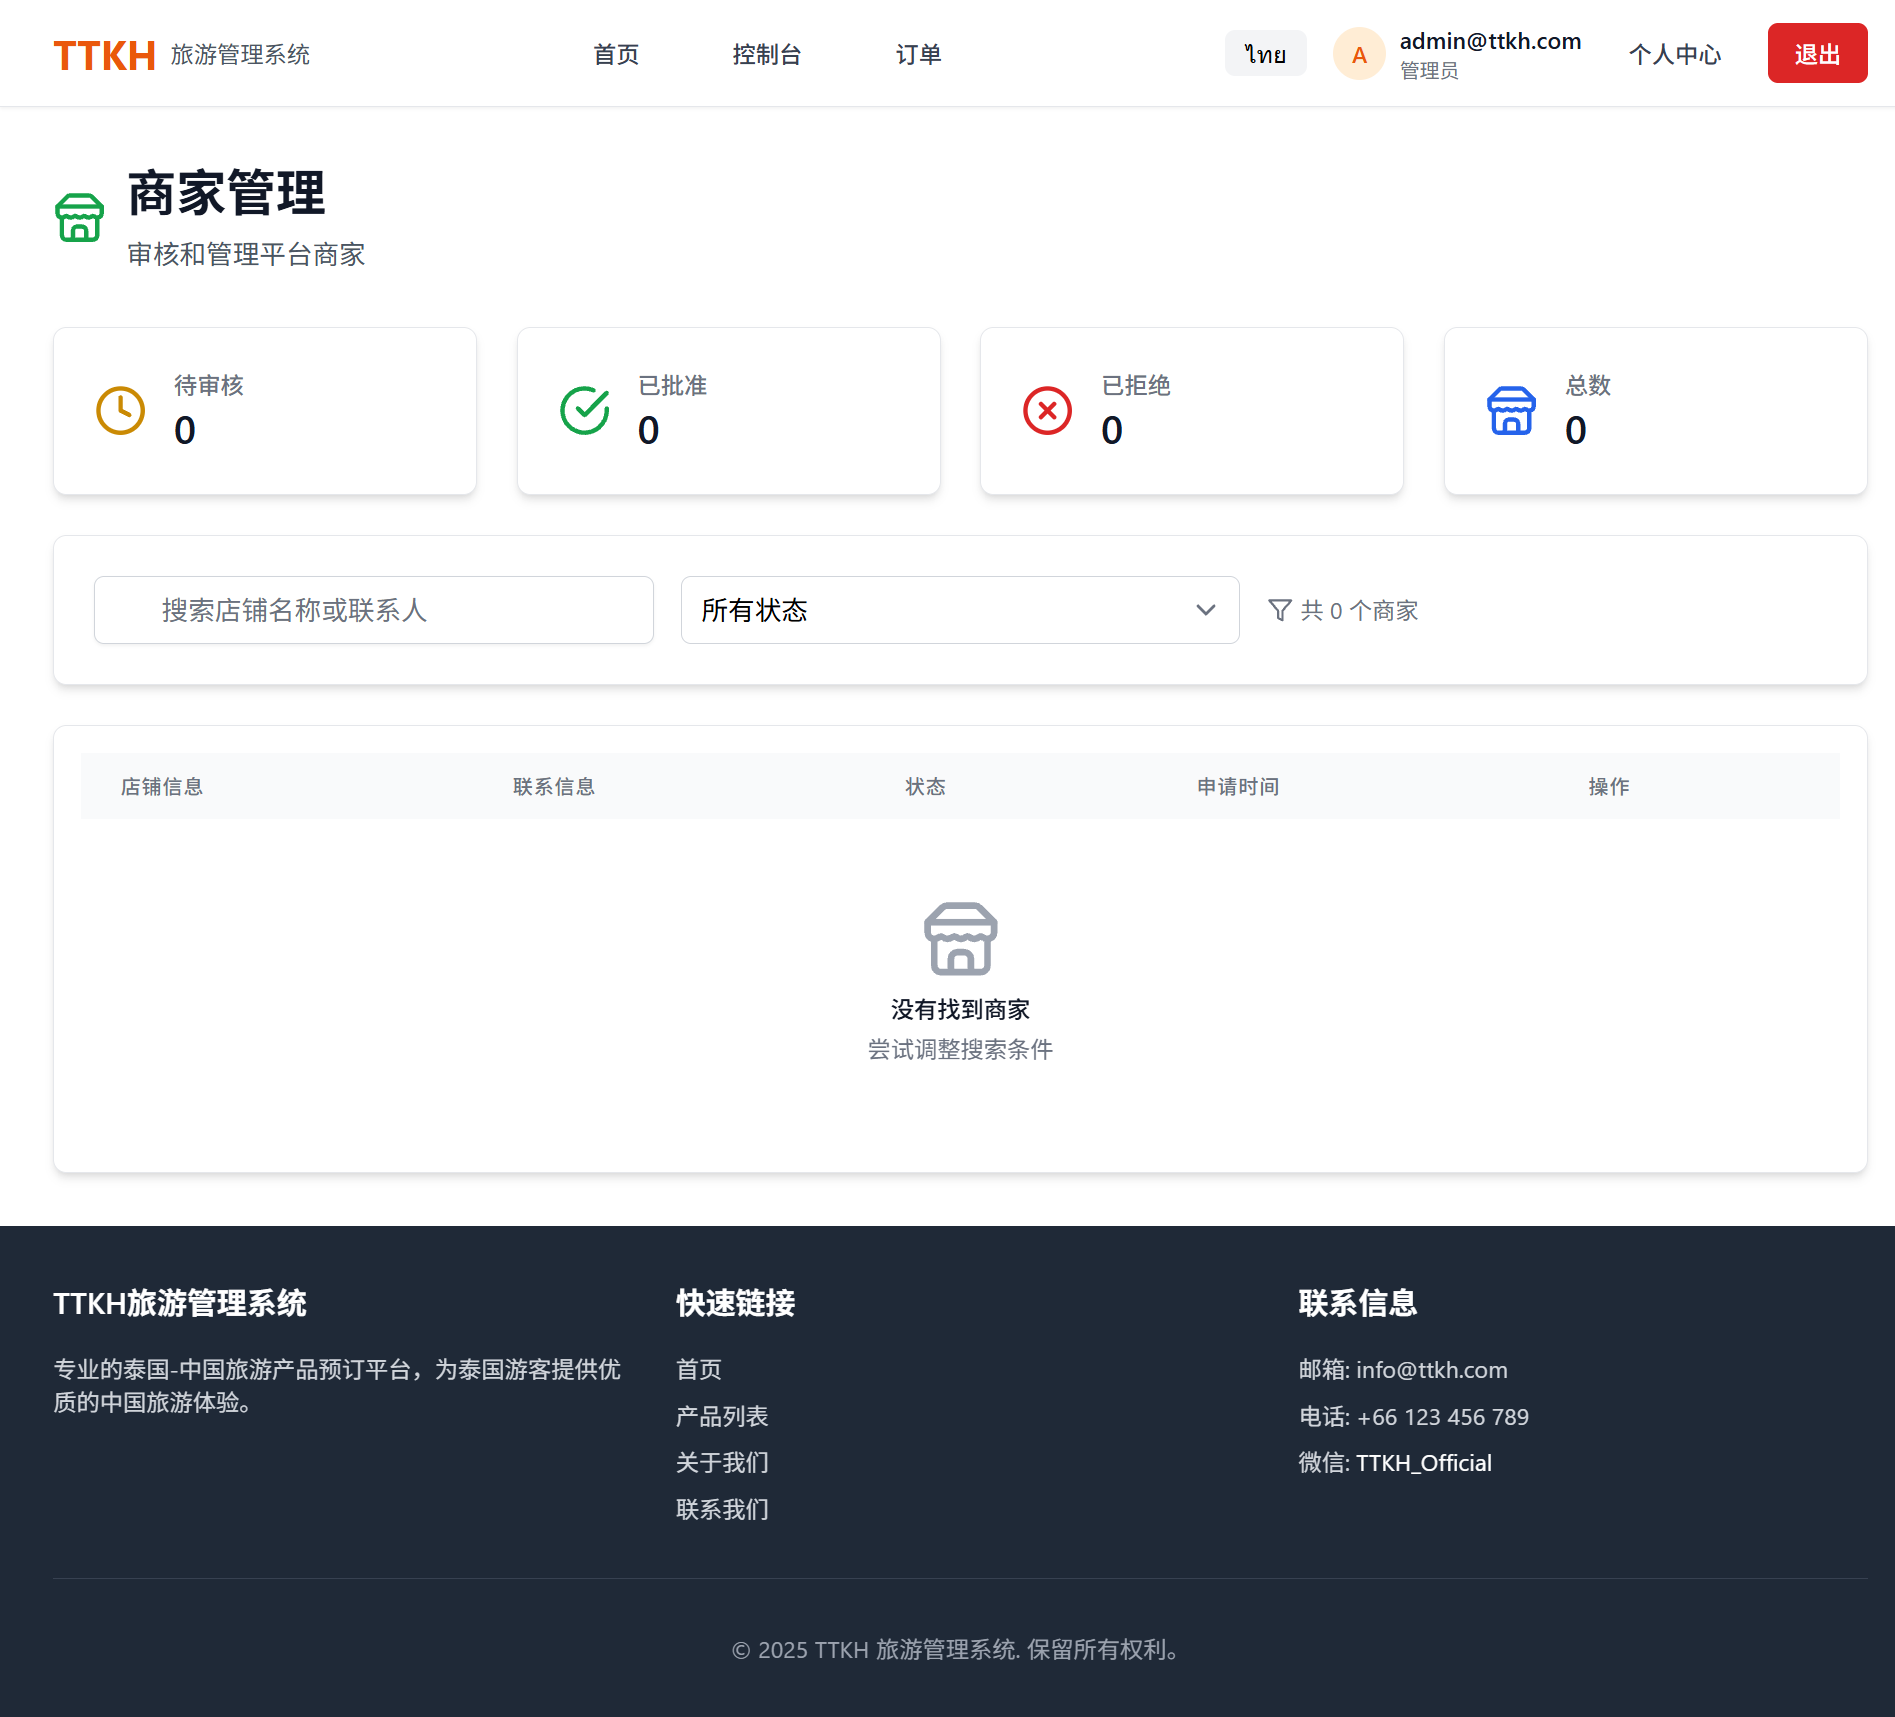 TTKH 旅游管理系统
首页 控制台 订单
ไทย
A
admin@ttkh.com
管理员
个人中心
退出
商家管理
审核和管理平台商家
待审核
0
已批准
0
已拒绝
0
总数
0
搜索店铺名称或联系人
所有状态
共 0 个商家
店铺信息 联系信息 状态 申请时间 操作
没有找到商家
尝试调整搜索条件
TTKH旅游管理系统
专业的泰国-中国旅游产品预订平台，为泰国游客提供优
质的中国旅游体验。
快速链接
首页
产品列表
关于我们
联系我们
联系信息
邮箱: info@ttkh.com
电话: +66 123 456 789
微信: TTKH_Official
© 2025 TTKH 旅游管理系统. 保留所有权利。